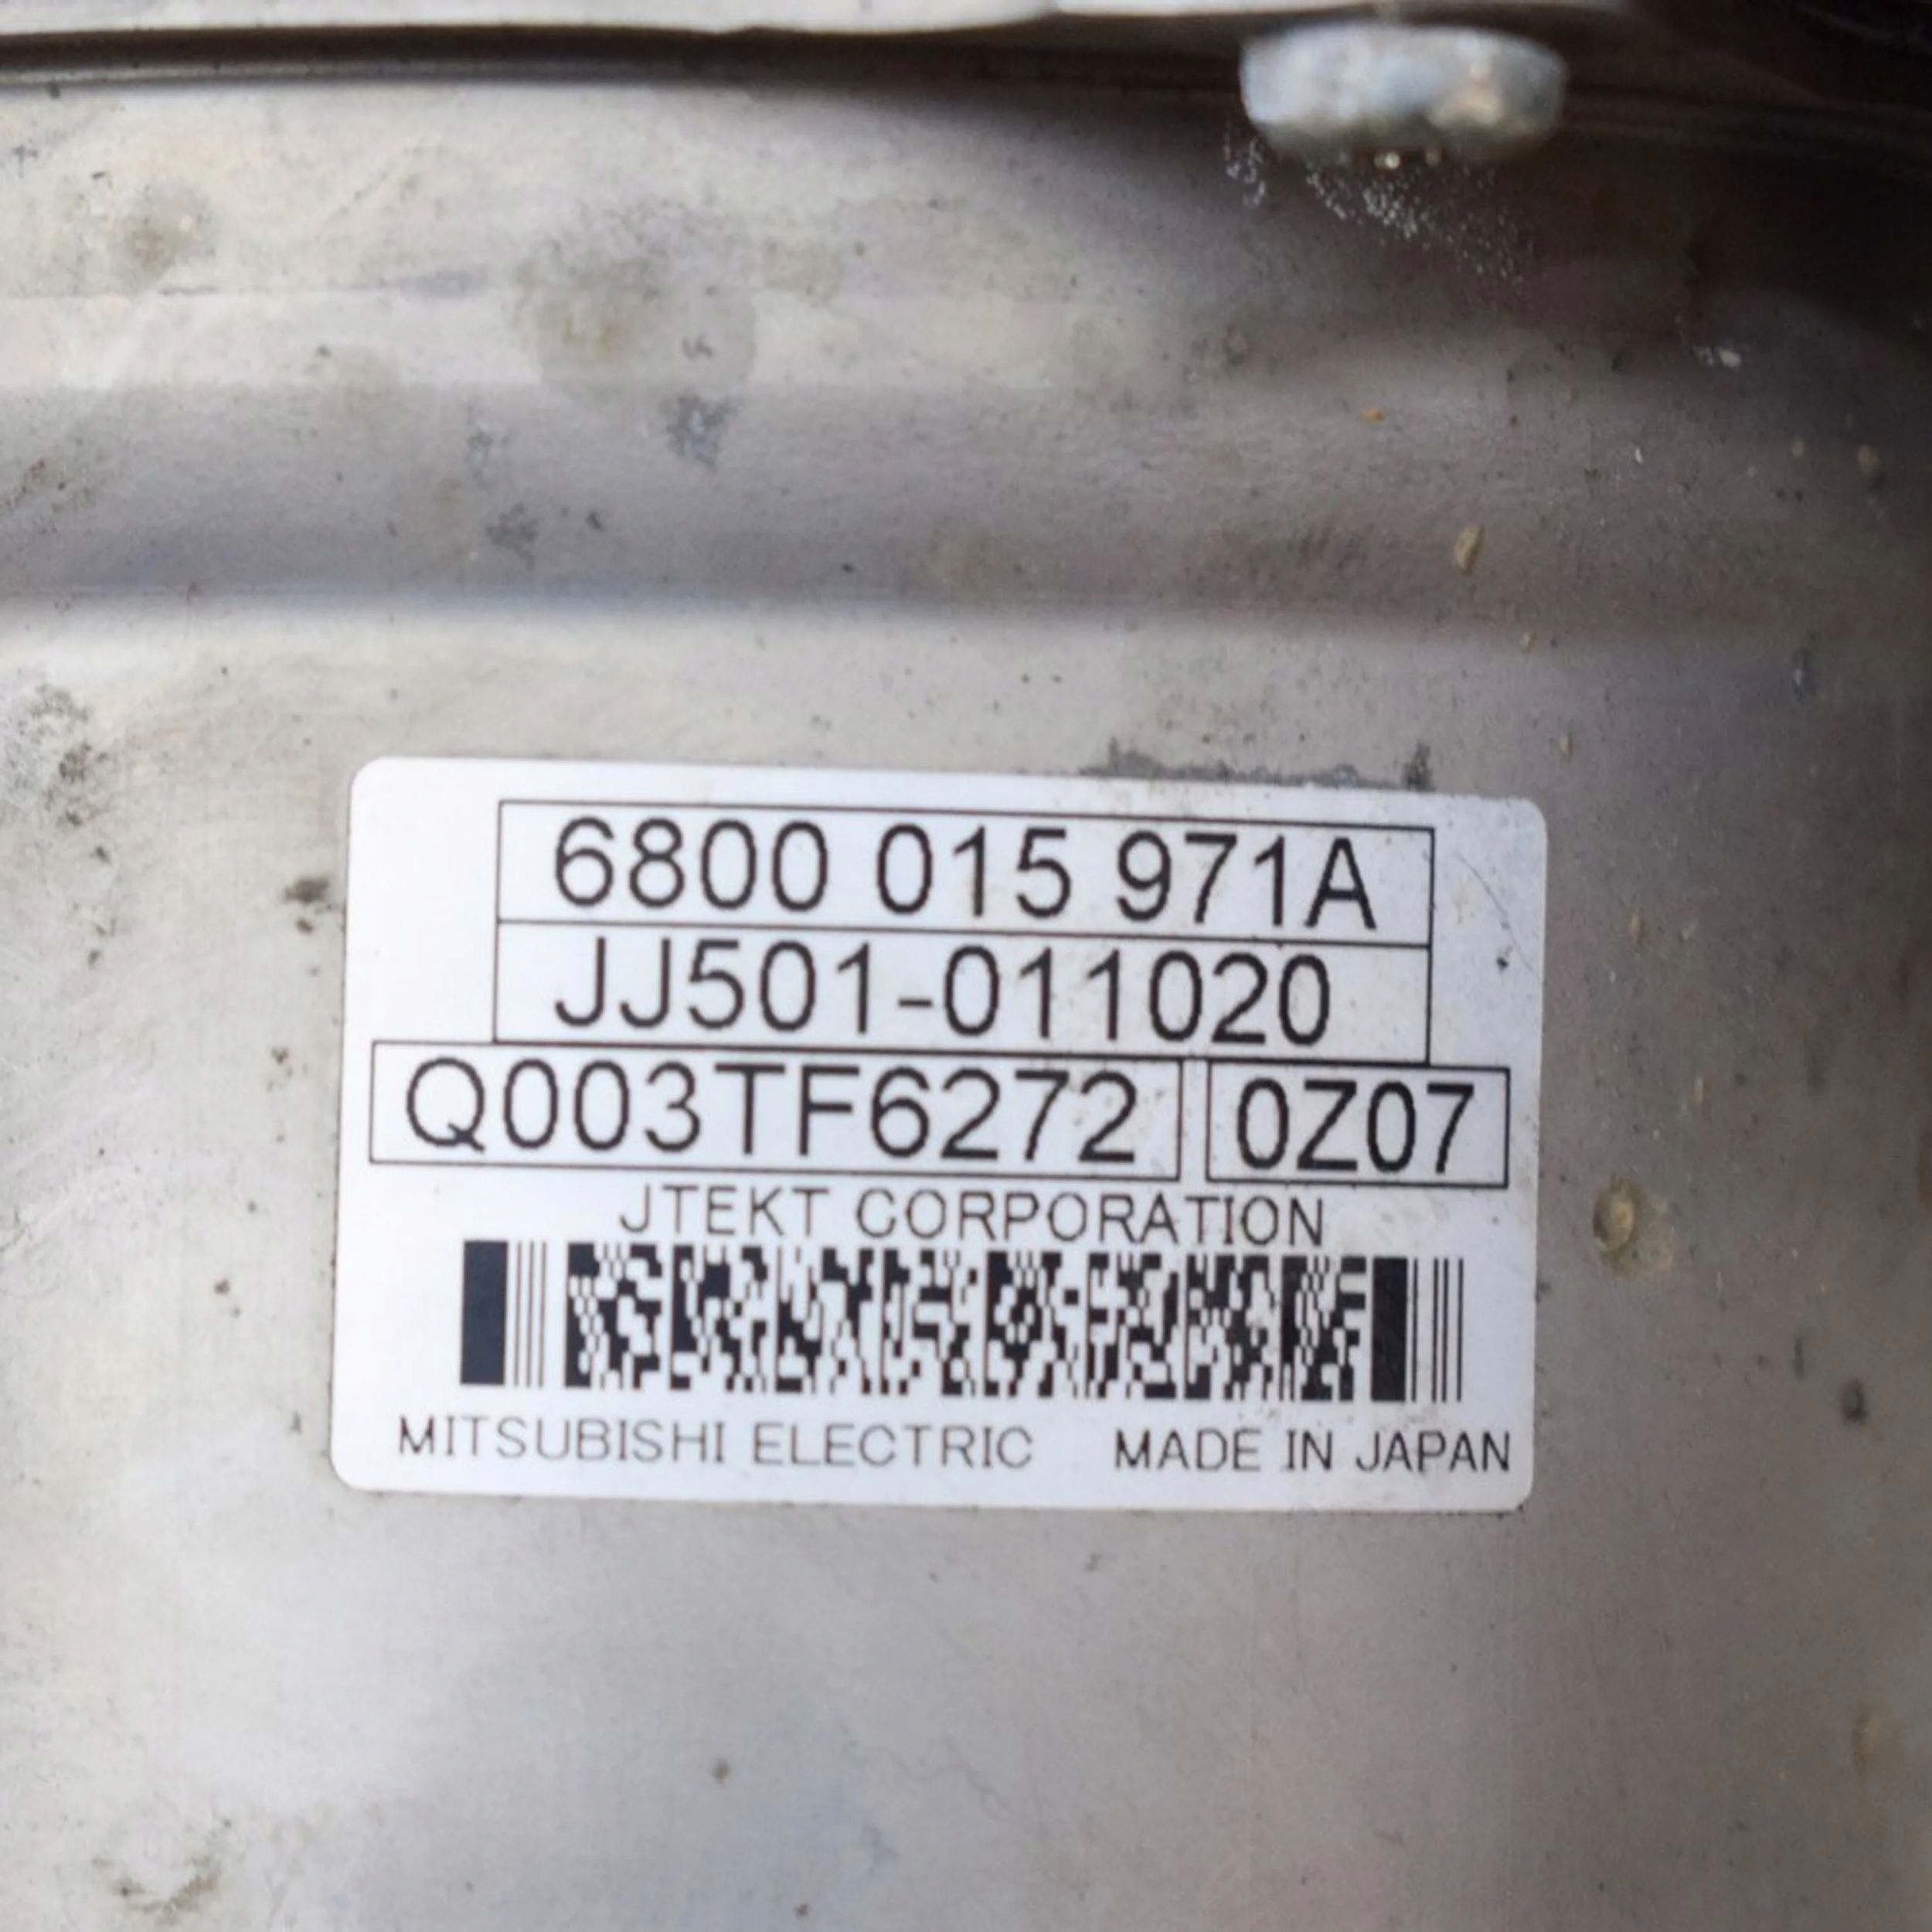 6800 015 971A
JJ501-011020
Q003TF6272 0Z07
JTEKT CORPORATION
MITSUBISHI ELECTRIC MADE IN JAPAN